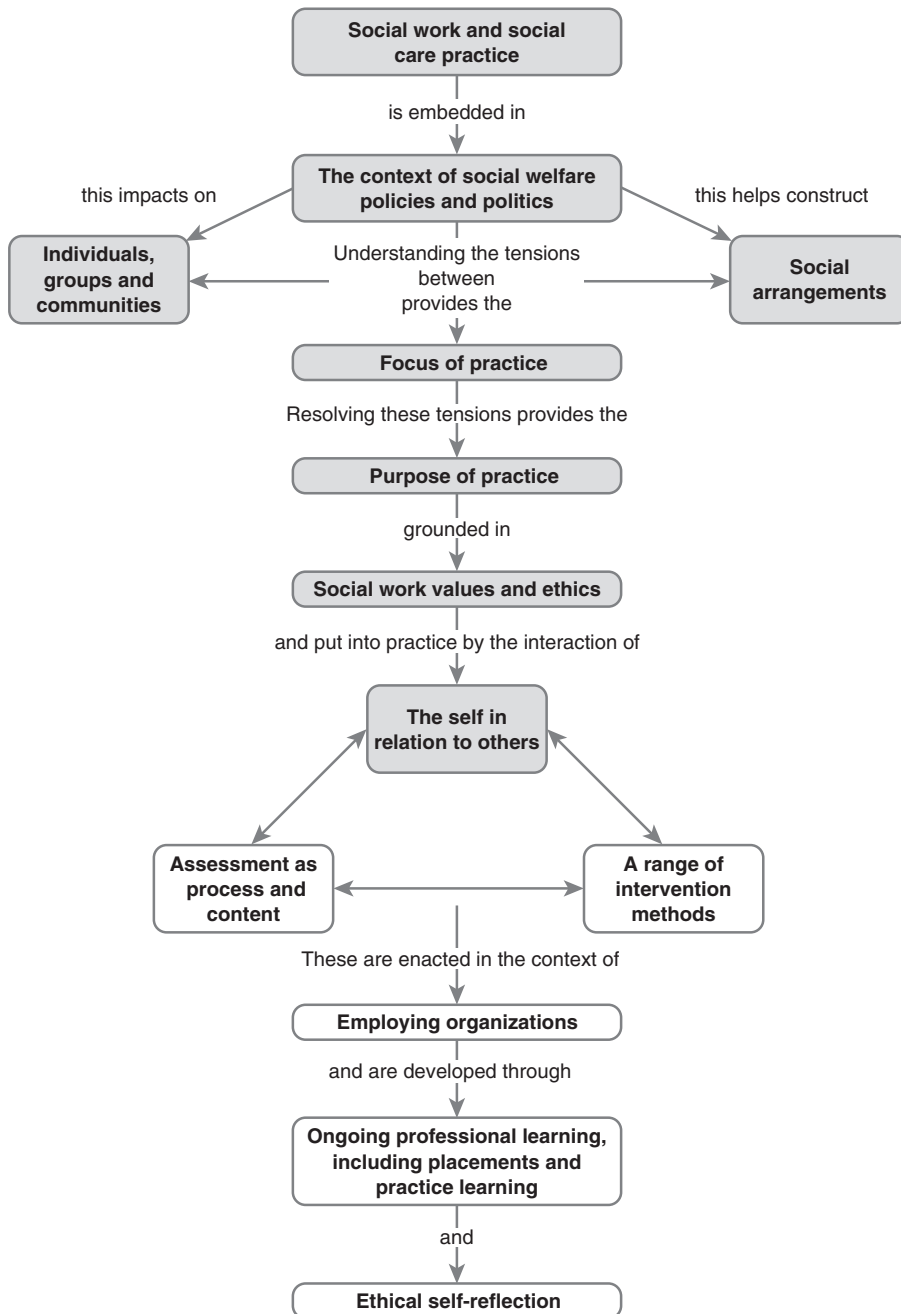 Social work and social
care practice
is embedded in
The context of social welfare
policies and politics
this impacts on
this helps construct
Individuals,
groups and
communities
Understanding the tensions
between
provides the
Social
arrangements
Focus of practice
Resolving these tensions provides the
Purpose of practice
grounded in
Social work values and ethics
and put into practice by the interaction of
The self in
relation to others
Assessment as
process and
content
A range of
intervention
methods
These are enacted in the context of
Employing organizations
and are developed through
Ongoing professional learning,
including placements and
practice learning
and
Ethical self-reflection